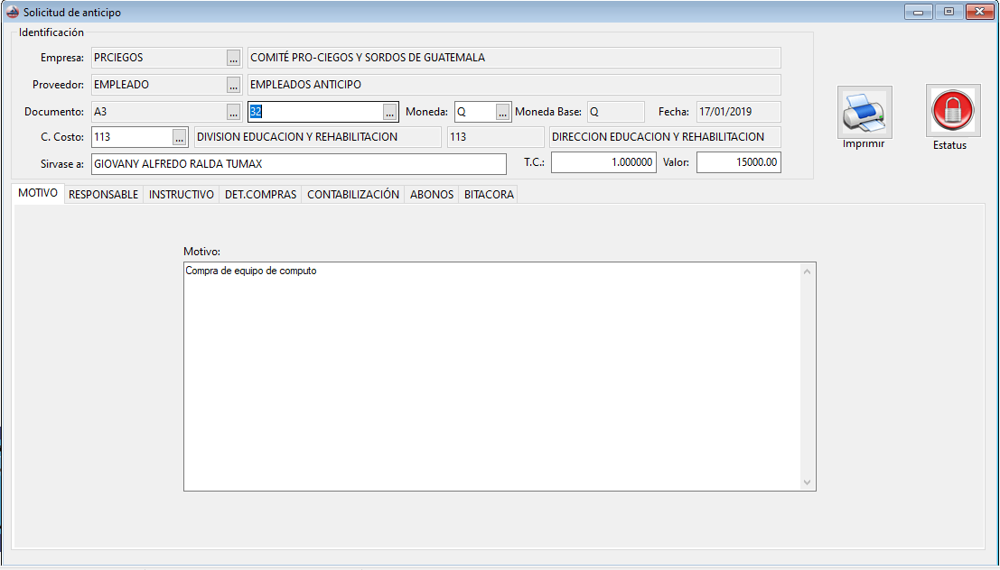 Solicitud de anticipo
Identificación
Empresa: PRCIEGOS ... COMITÉ PRO-CIEGOS Y SORDOS DE GUATEMALA
Proveedor: EMPLEADO ... EMPLEADOS ANTICIPO
Documento: A3 ... 32 ... Moneda: Q ... Moneda Base: Q Fecha: 17/01/2019
C. Costo: 113 ... DIVISION EDUCACION Y REHABILITACION 113 DIRECCION EDUCACION Y REHABILITACION
Sirvase a: GIOVANY ALFREDO RALDA TUMAX T.C.: 1.000000 Valor: 15000.00
Imprimir
Estatus
MOTIVO RESPONSABLE INSTRUCTIVO DET.COMPRAS CONTABILIZACIÓN ABONOS BITACORA
Motivo:
Compra de equipo de computo